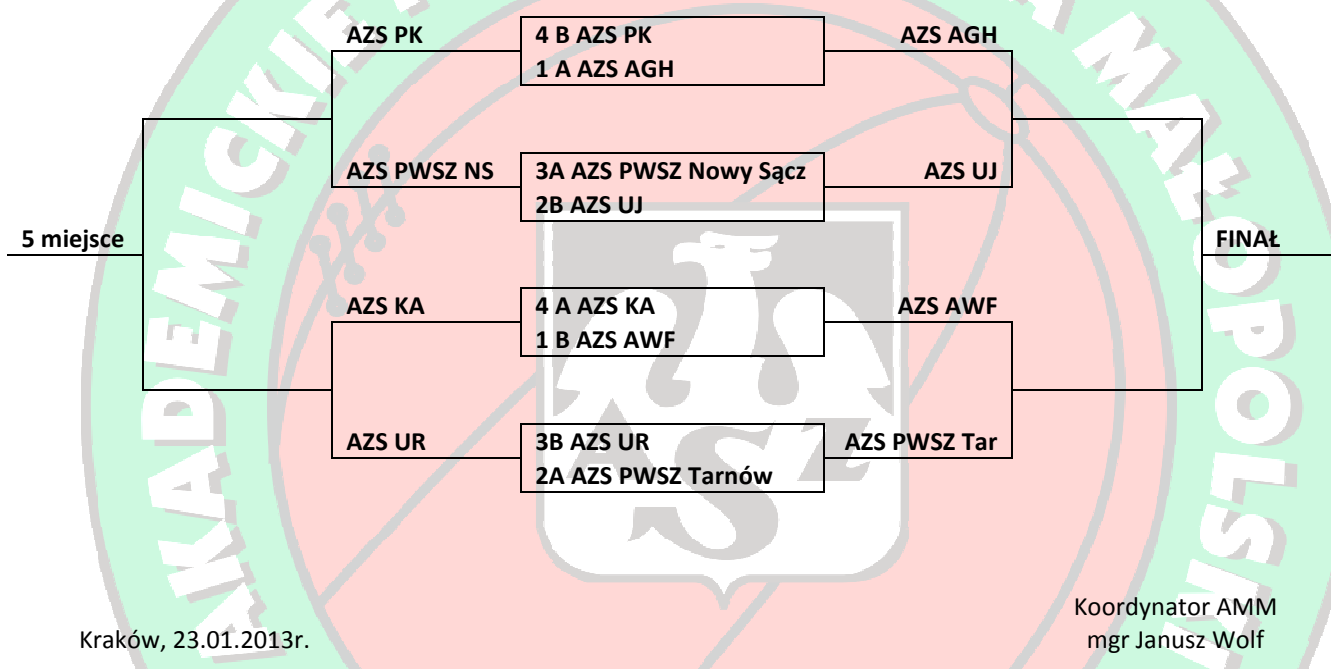 AZS PK 4 B AZS PK AZS AGH
1 A AZS AGH
AZS PWSZ NS 3A AZS PWSZ Nowy Sącz AZS UJ
2B AZS UJ
5 miejsce FINAŁ
AZS KA 4 A AZS KA AZS AWF
1 B AZS AWF
AZS UR 3B AZS UR AZS PWSZ Tar
2A AZS PWSZ Tarnów
Koordynator AMM
Kraków, 23.01.2013r. mgr Janusz Wolf
AKADEMICKIE
A MAŁOPOLSKI
AZS